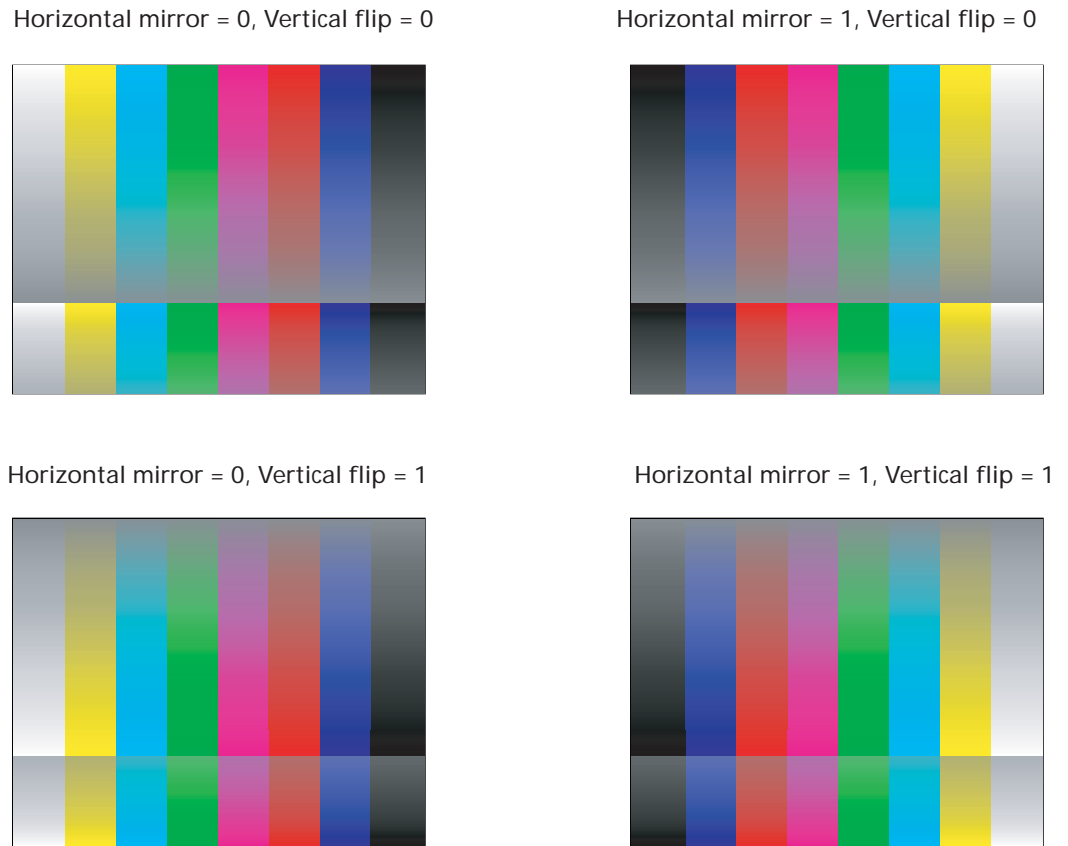 Horizontal mirror = 0, Vertical flip = 0
Horizontal mirror = 1, Vertical flip = 0
Horizontal mirror = 0, Vertical flip = 1
Horizontal mirror = 1, Vertical flip = 1